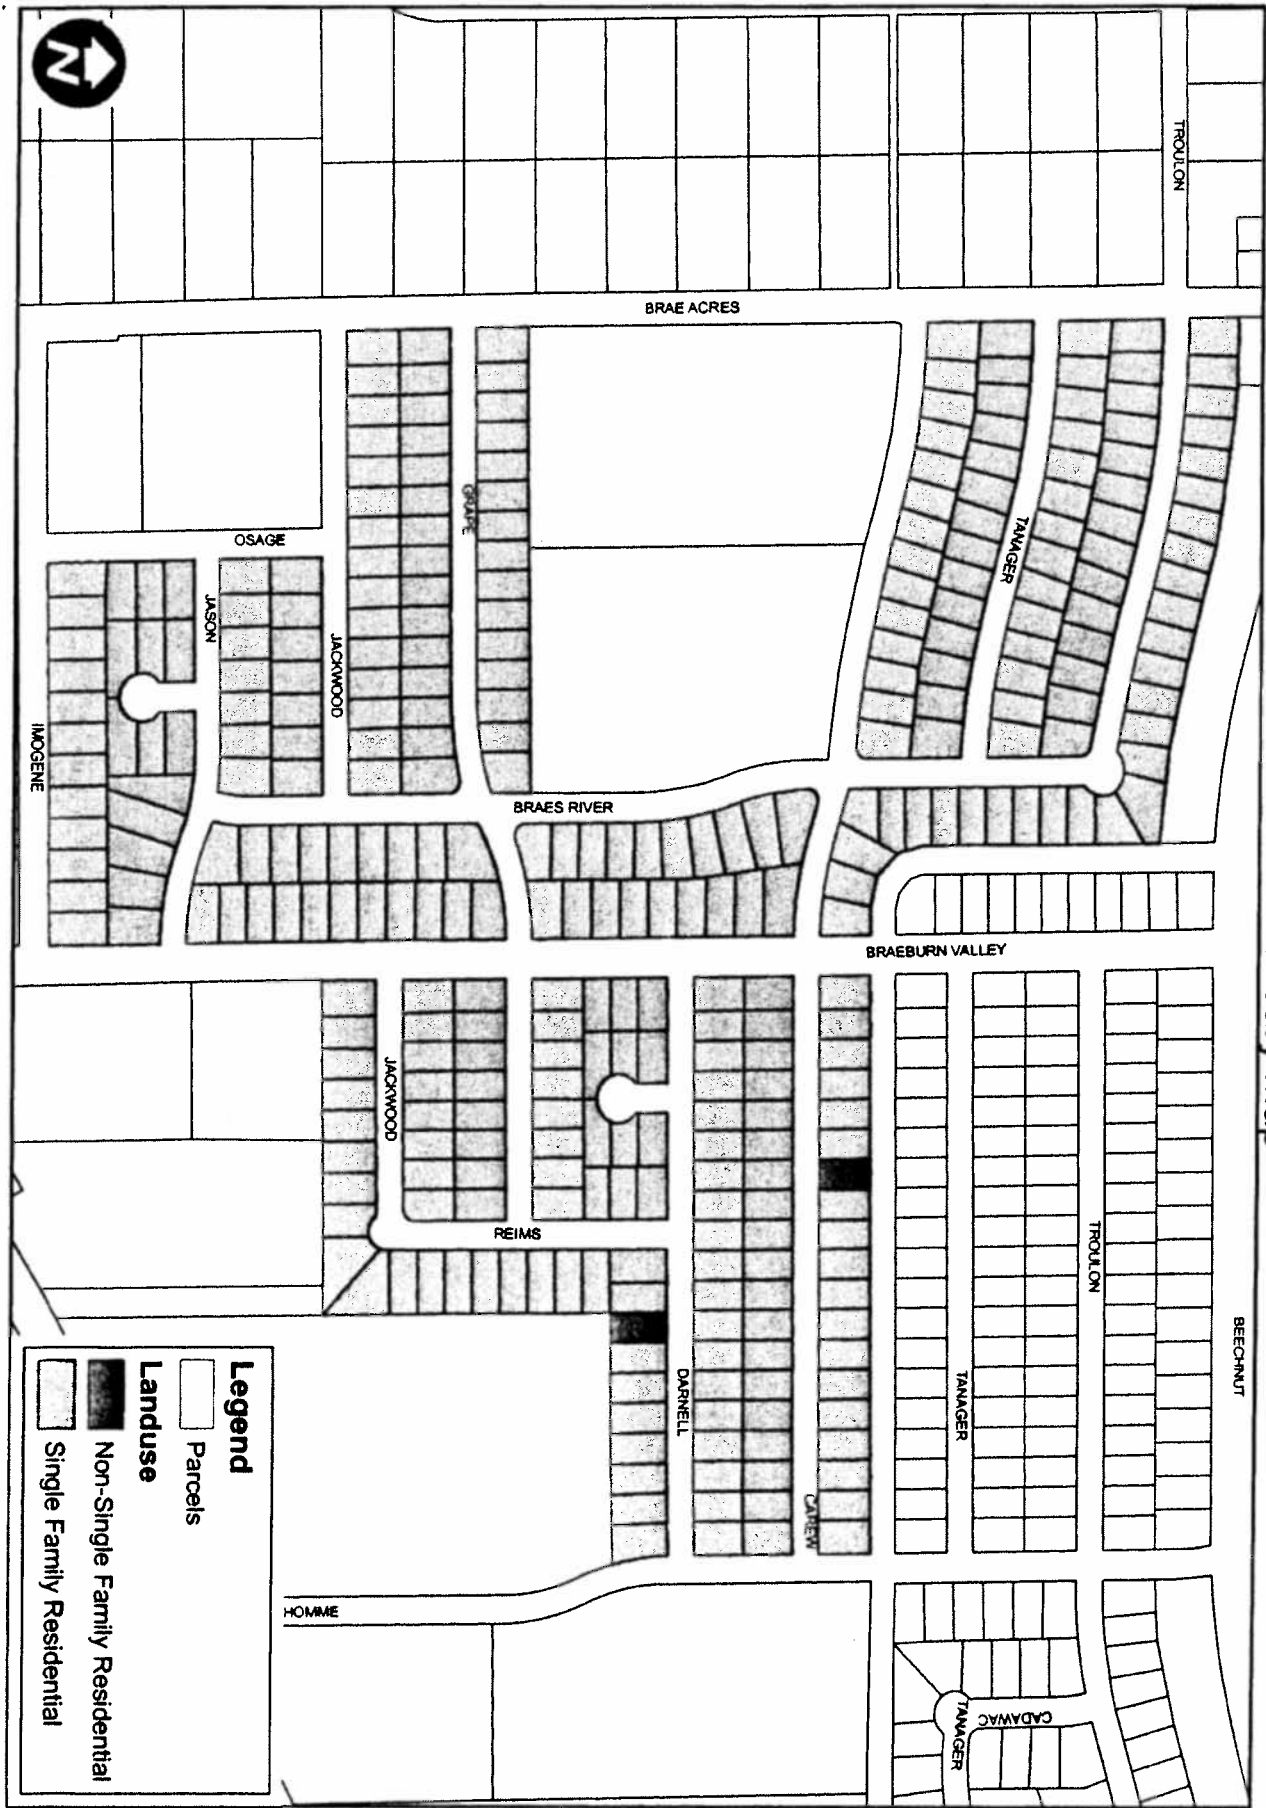 N
TROULON
BRAE ACRES
GRAPE
TANAGER
OSAGE
JASON
JACKWOOD
IMOGENE
BRAES RIVER
BRAEBURN VALLEY
JACKWOOD
REIMS
TROULON
BEECHNUT
DARNELL
TANAGER
CAREW
HOMME
CADAWAC
TANAGER
Legend
Parcels
Landuse
Non-Single Family Residential
Single Family Residential